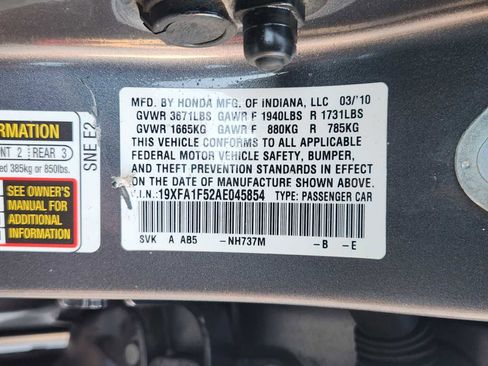 MFD. BY HONDA MFG. OF INDIANA, LLC 03/'10
GVWR 3671LBS GAWR F 1940LBS R 1731LBS
GVWR 1665KG GAWR F 880KG R 785KG
THIS VEHICLE CONFORMS TO ALL APPLICABLE
FEDERAL MOTOR VEHICLE SAFETY, BUMPER,
AND THEFT PREVENTION STANDARDS IN EFFECT
ON THE DATE OF MANUFACTURE SHOWN ABOVE.
V.I.N.: 19XFA1F52AE045854 TYPE: PASSENGER CAR
SVK A A85 -NH737M -B -E
SNE E2
ORMATION
NT 2 REAR 3
ed 385kg or 850lbs.
SEE OWNER'S
MANUAL FOR
ADDITIONAL
INFORMATION